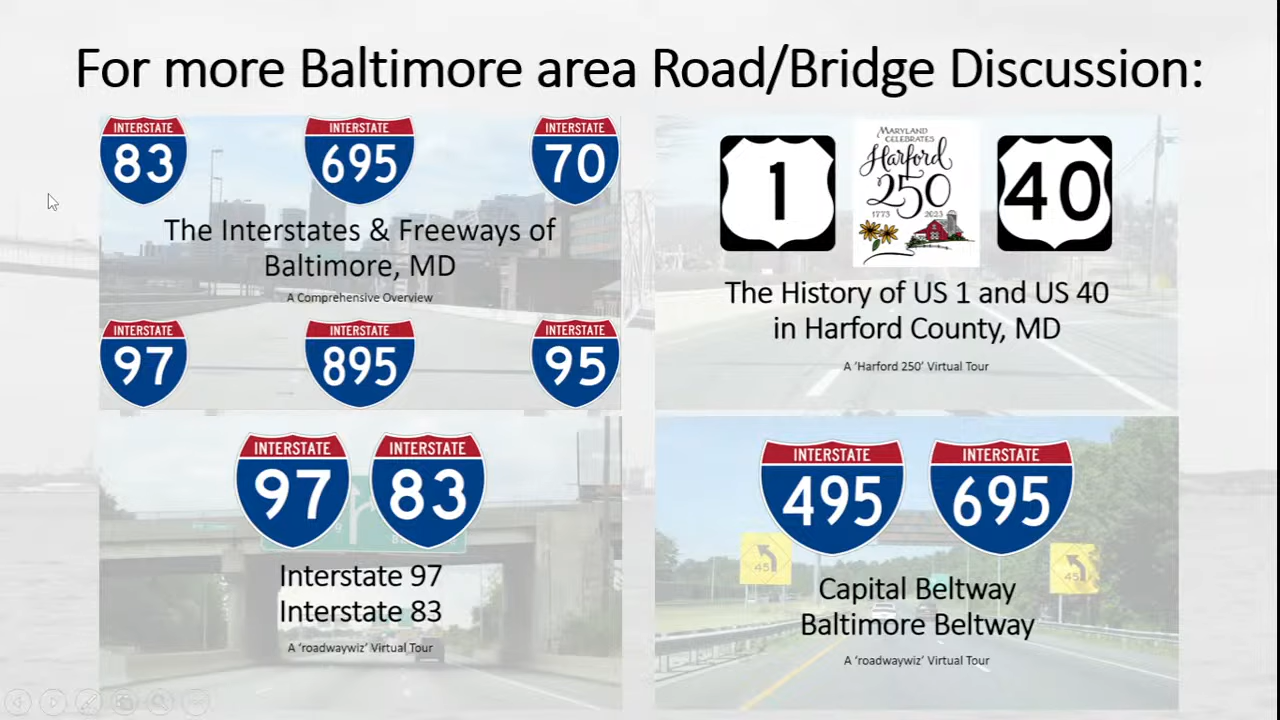 For more Baltimore area Road/Bridge Discussion:
INTERSTATE
83
INTERSTATE
695
INTERSTATE
70
The Interstates & Freeways of
Baltimore, MD
A Comprehensive Overview
INTERSTATE
97
INTERSTATE
895
INTERSTATE
95
1
MARYLAND
CELEBRATES
Harford
250
1773 2023
40
The History of US 1 and US 40
in Harford County, MD
A ‘Harford 250’ Virtual Tour
INTERSTATE
97
INTERSTATE
83
Interstate 97
Interstate 83
A ‘roadwaywiz’ Virtual Tour
INTERSTATE
495
INTERSTATE
695
45
45
Capital Beltway
Baltimore Beltway
A ‘roadwaywiz’ Virtual Tour